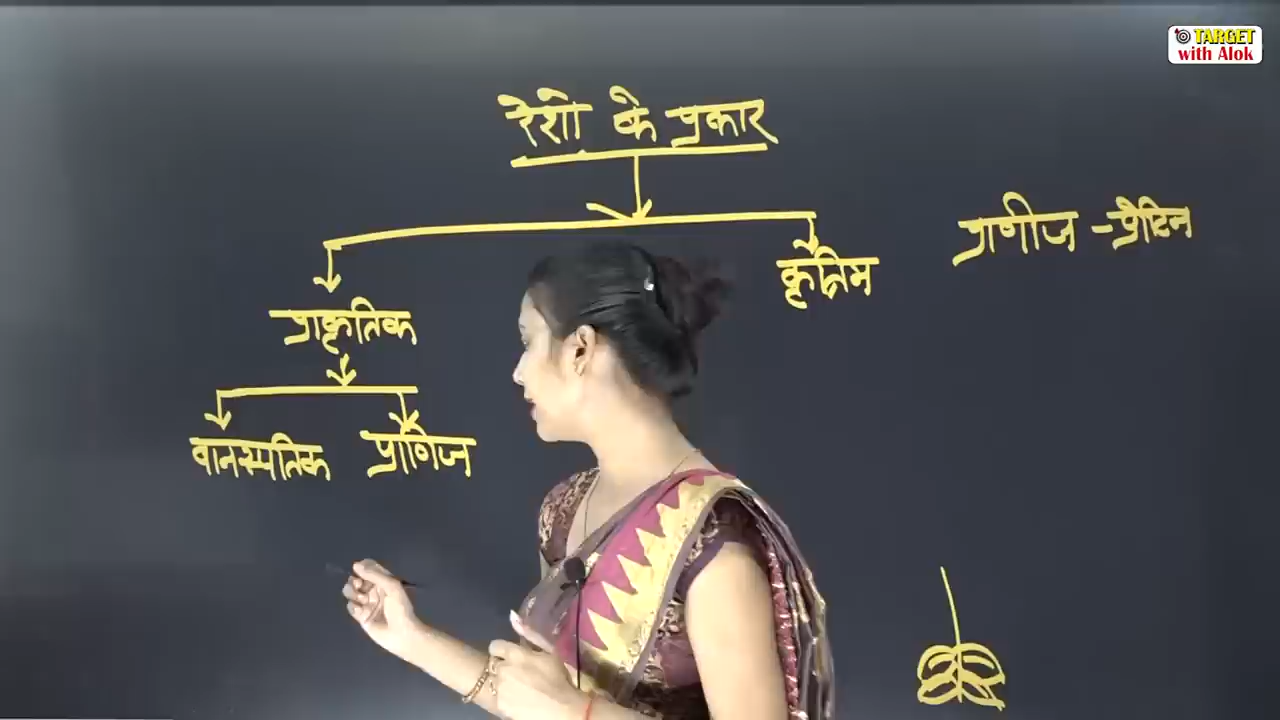 TARGET
with Alok
रेशो के प्रकार
प्राकृतिक
कृत्रिम
प्राणीज - प्रोटिन
वानस्पतिक प्राणिज